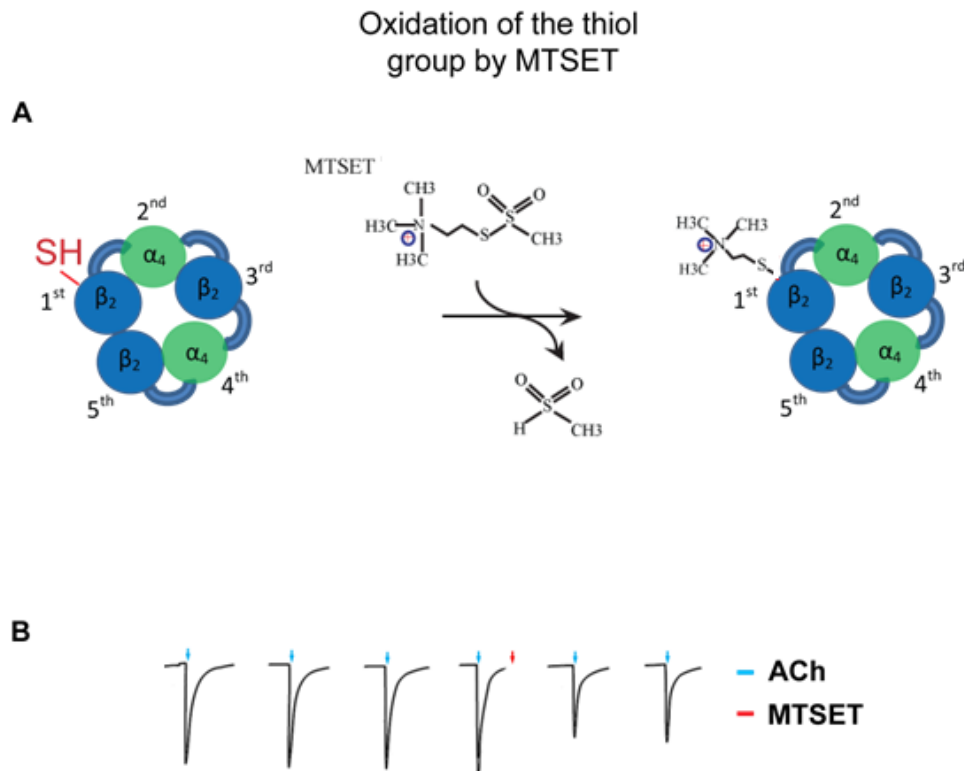 Oxidation of the thiol
group by MTSET
A
MTSET
CH3
H3C
N
+
H3C
S
S
O
O
CH3
SH
1st
2nd
3rd
4th
5th
β2
α4
β2
α4
β2
O
O
S
H
CH3
H3C
N
CH3
+
H3C
S
1st
2nd
3rd
4th
5th
β2
α4
β2
α4
β2
B
ACh
MTSET